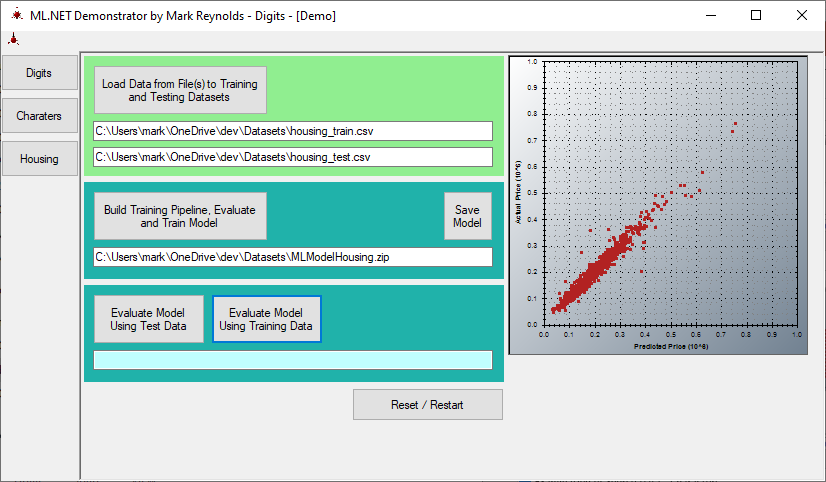 ML.NET Demonstrator by Mark Reynolds - Digits - [Demo]
Digits
Charaters
Housing
Load Data from File(s) to Training
and Testing Datasets
C:\Users\mark\OneDrive\dev\Datasets\housing_train.csv
C:\Users\mark\OneDrive\dev\Datasets\housing_test.csv
Build Training Pipeline, Evaluate
and Train Model
Save
Model
C:\Users\mark\OneDrive\dev\Datasets\MLModelHousing.zip
Evaluate Model
Using Test Data
Evaluate Model
Using Training Data
Reset / Restart
Actual Price (10^6)
1.0
0.9
0.8
0.7
0.6
0.5
0.4
0.3
0.2
0.1
0.0
0.0 0.1 0.2 0.3 0.4 0.5 0.6 0.7 0.8 0.9 1.0
Predicted Price (10^6)